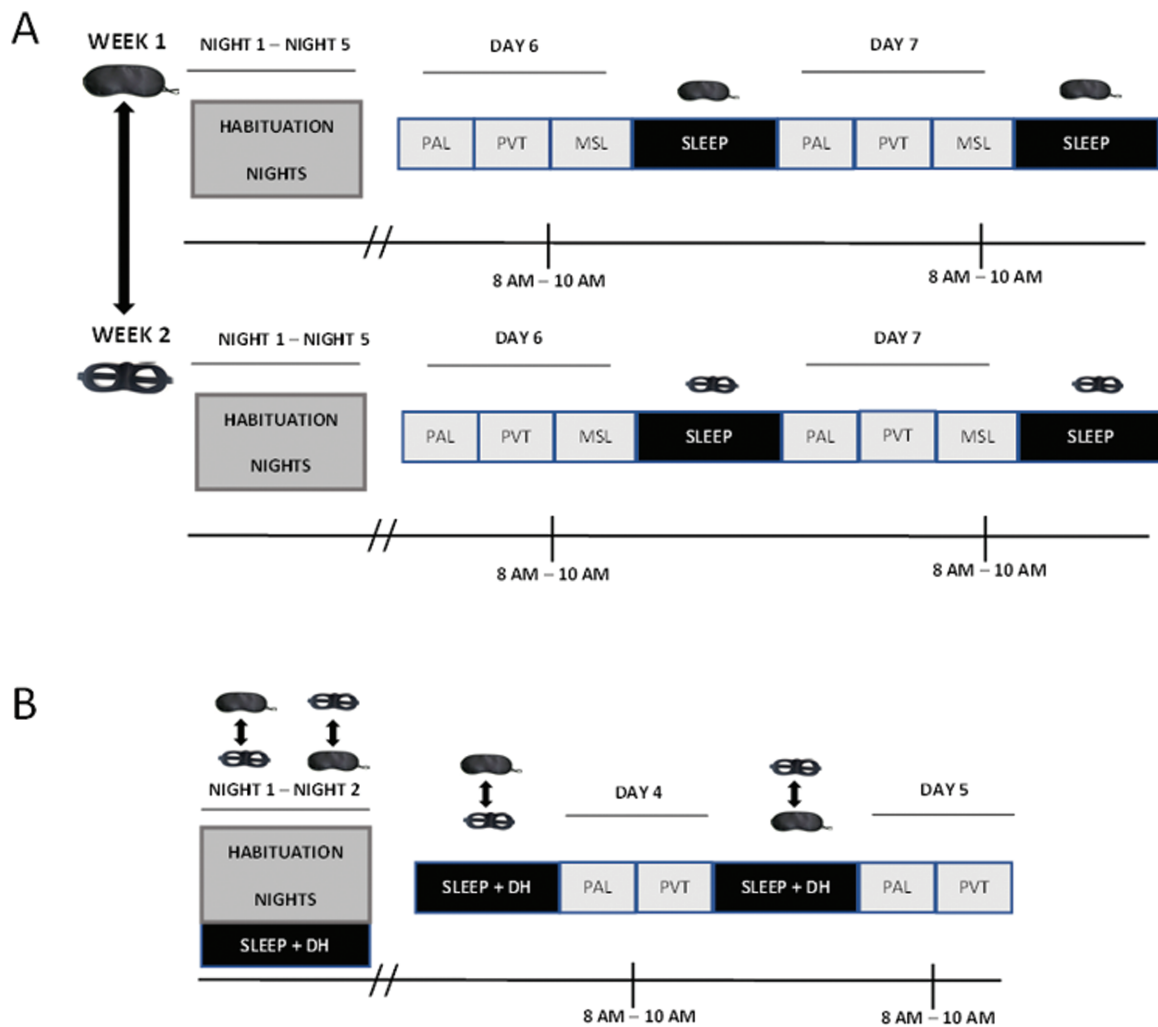 A
WEEK 1
NIGHT 1 – NIGHT 5
DAY 6
DAY 7
HABITUATION
NIGHTS
PAL PVT MSL SLEEP PAL PVT MSL SLEEP
8 AM – 10 AM
8 AM – 10 AM
WEEK 2
NIGHT 1 – NIGHT 5
DAY 6
DAY 7
HABITUATION
NIGHTS
PAL PVT MSL SLEEP PAL PVT MSL SLEEP
8 AM – 10 AM
8 AM – 10 AM
B
NIGHT 1 – NIGHT 2
DAY 4
DAY 5
HABITUATION
NIGHTS
SLEEP + DH
SLEEP + DH PAL PVT SLEEP + DH PAL PVT
8 AM – 10 AM
8 AM – 10 AM